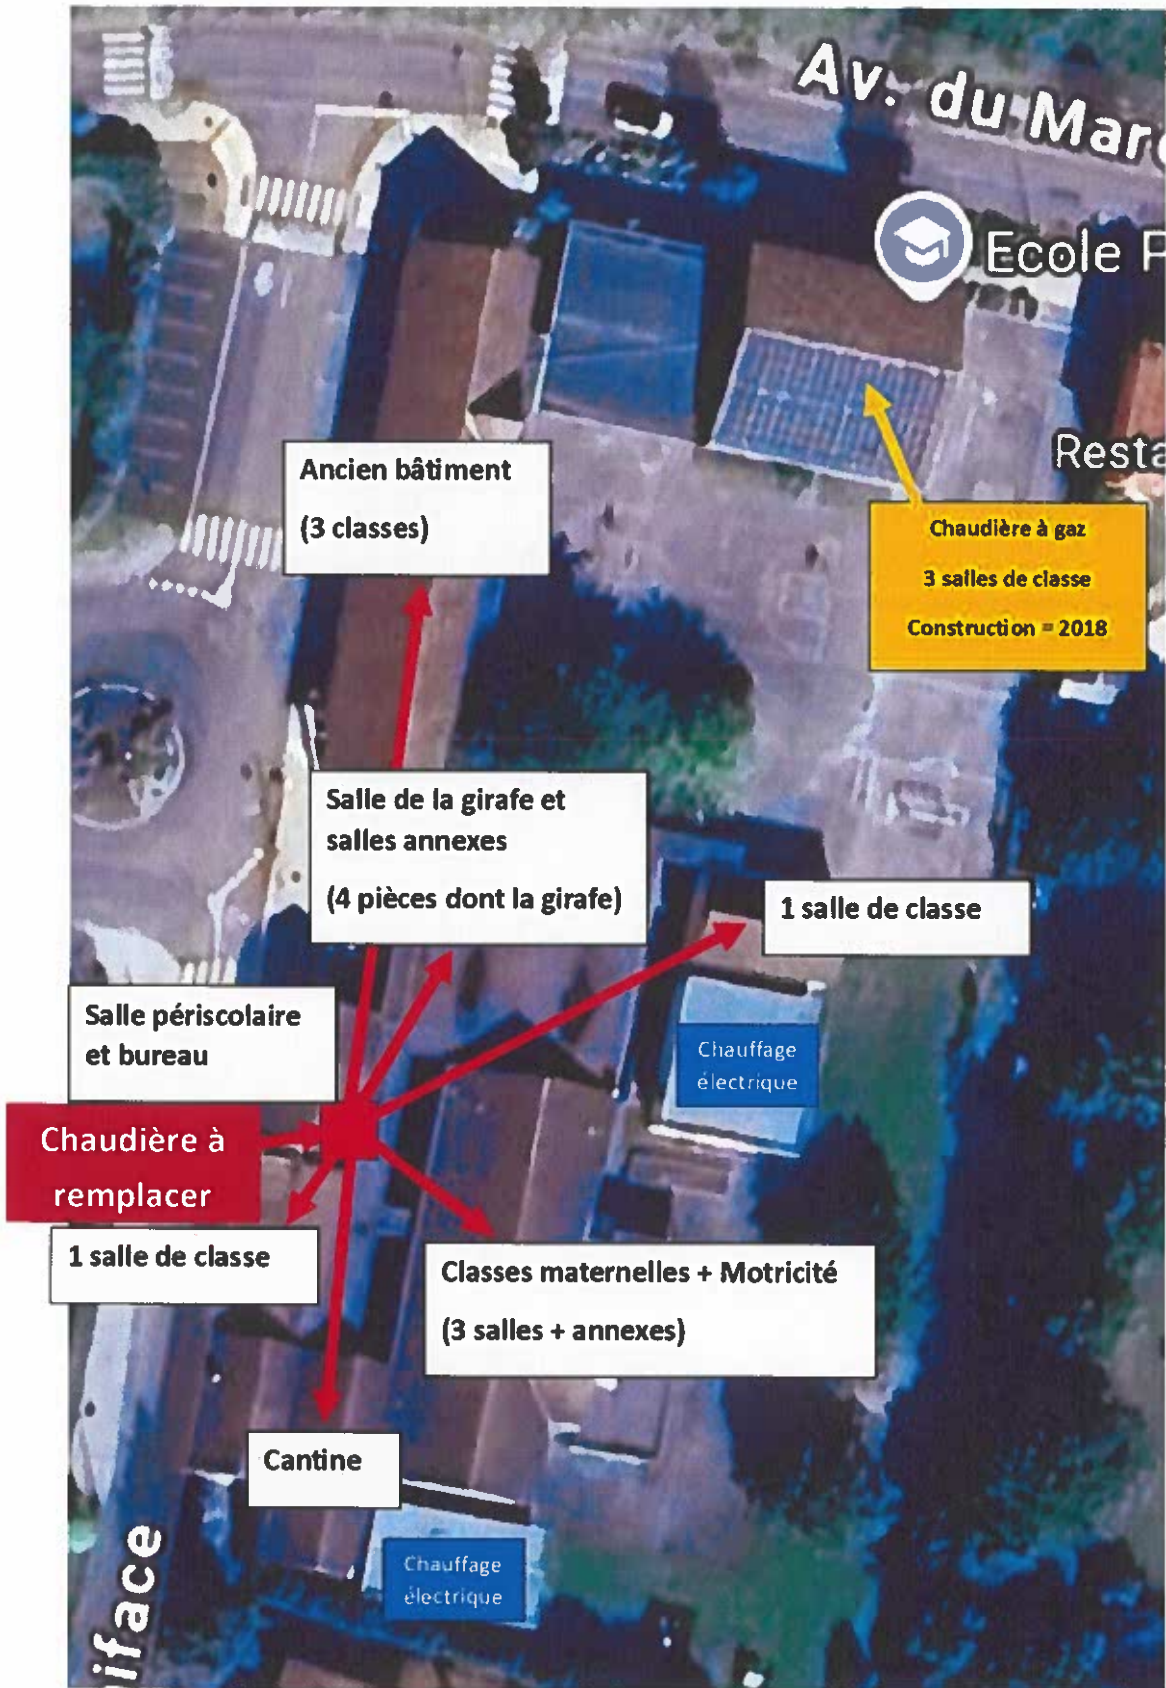 Av. du Mar
Ecole P
Resta
Ancien bâtiment
(3 classes)
Chaudière à gaz
3 salles de classe
Construction = 2018
Salle de la girafe et
salles annexes
(4 pièces dont la girafe)
1 salle de classe
Salle périscolaire
et bureau
Chauffage
électrique
Chaudière à
remplacer
1 salle de classe
Classes maternelles + Motricité
(3 salles + annexes)
Cantine
Chauffage
électrique
iface